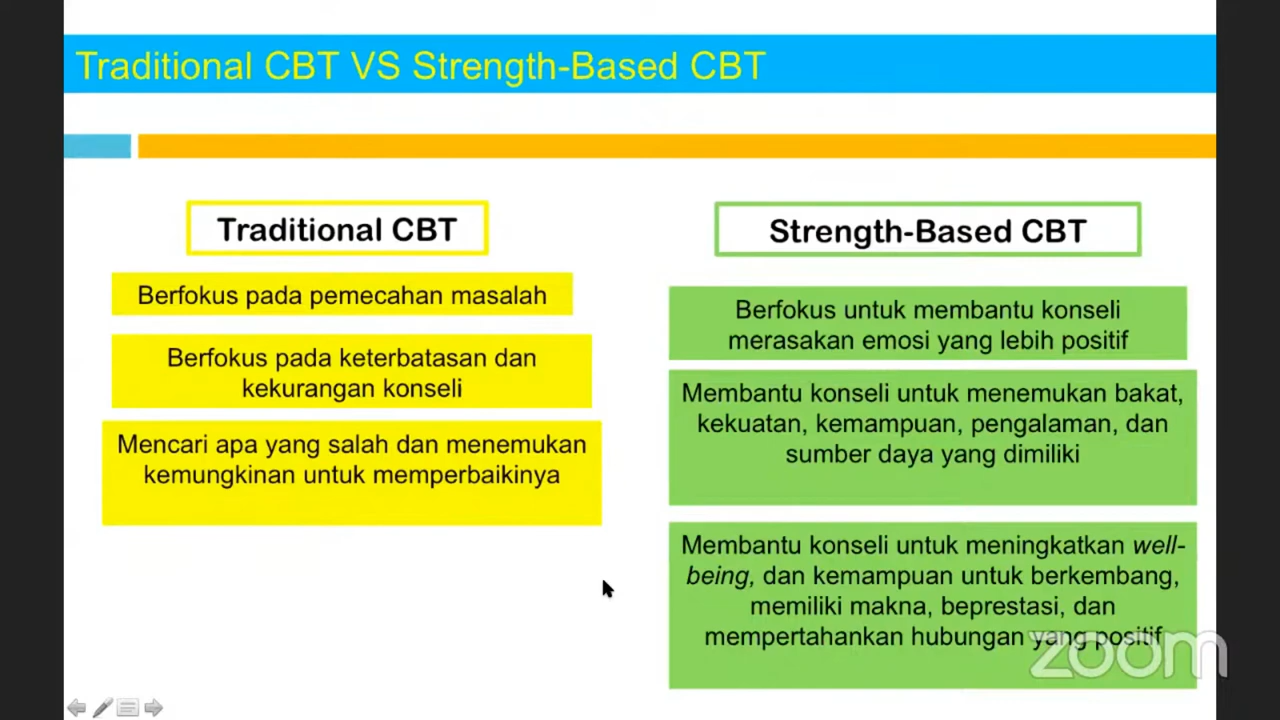 Traditional CBT VS Strength-Based CBT
Traditional CBT
Berfokus pada pemecahan masalah
Berfokus pada keterbatasan dan
kekurangan konseli
Mencari apa yang salah dan menemukan
kemungkinan untuk memperbaikinya
Strength-Based CBT
Berfokus untuk membantu konseli
merasakan emosi yang lebih positif
Membantu konseli untuk menemukan bakat,
kekuatan, kemampuan, pengalaman, dan
sumber daya yang dimiliki
Membantu konseli untuk meningkatkan well-
being, dan kemampuan untuk berkembang,
memiliki makna, beprestasi, dan
mempertahankan hubungan yang positif
zoom